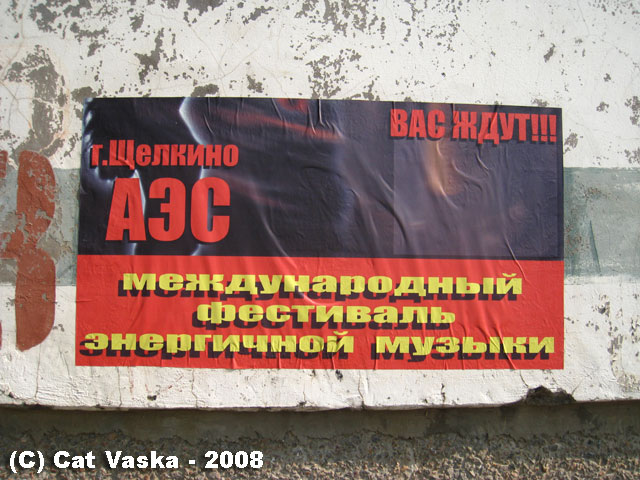 ВАС ЖДУТ!!!
г.Щелкино
АЭС
международный
фестиваль
энергичной музыки
(C) Cat Vaska - 2008